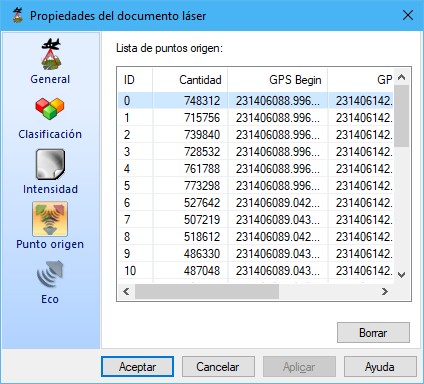 Propiedades del documento láser
General
Clasificación
Intensidad
Punto origen
Eco
Lista de puntos origen:
ID Cantidad GPS Begin GP
0 748312 231406088.996... 231406142.
1 715756 231406088.996... 231406142.
2 739840 231406088.996... 231406142.
3 728532 231406088.996... 231406142.
4 761788 231406088.996... 231406142.
5 773298 231406088.996... 231406142.
6 527642 231406089.042... 231406142.
7 507219 231406089.042... 231406142.
8 518612 231406089.042... 231406142.
9 486330 231406089.043... 231406142.
10 487048 231406089.043... 231406142.
Borrar
Aceptar Cancelar Aplicar Ayuda